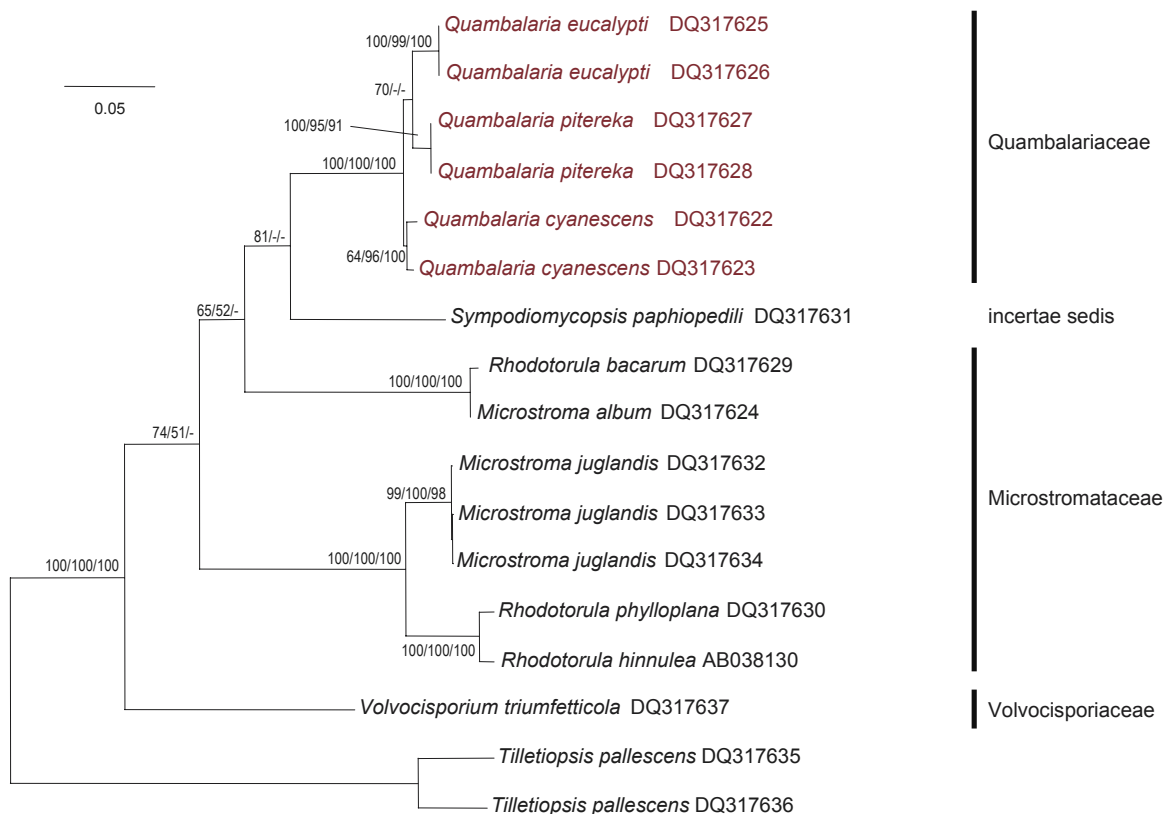 Quambalaria eucalypti DQ317625
100/99/100
Quambalaria eucalypti DQ317626
0.05
70/-/-
Quambalaria pitereka DQ317627
100/95/91
Quambalariaceae
100/100/100
Quambalaria pitereka DQ317628
Quambalaria cyanescens DQ317622
81/-/-
64/96/100
Quambalaria cyanescens DQ317623
65/52/-
Sympodiomycopsis paphiopedili DQ317631
incertae sedis
Rhodotorula bacarum DQ317629
100/100/100
Microstroma album DQ317624
74/51/-
Microstroma juglandis DQ317632
99/100/98
Microstromataceae
Microstroma juglandis DQ317633
100/100/100
Microstroma juglandis DQ317634
100/100/100
Rhodotorula phylloplana DQ317630
100/100/100
Rhodotorula hinnulea AB038130
Volvocisporium triumfetticola DQ317637
Volvocisporiaceae
Tilletiopsis pallescens DQ317635
Tilletiopsis pallescens DQ317636